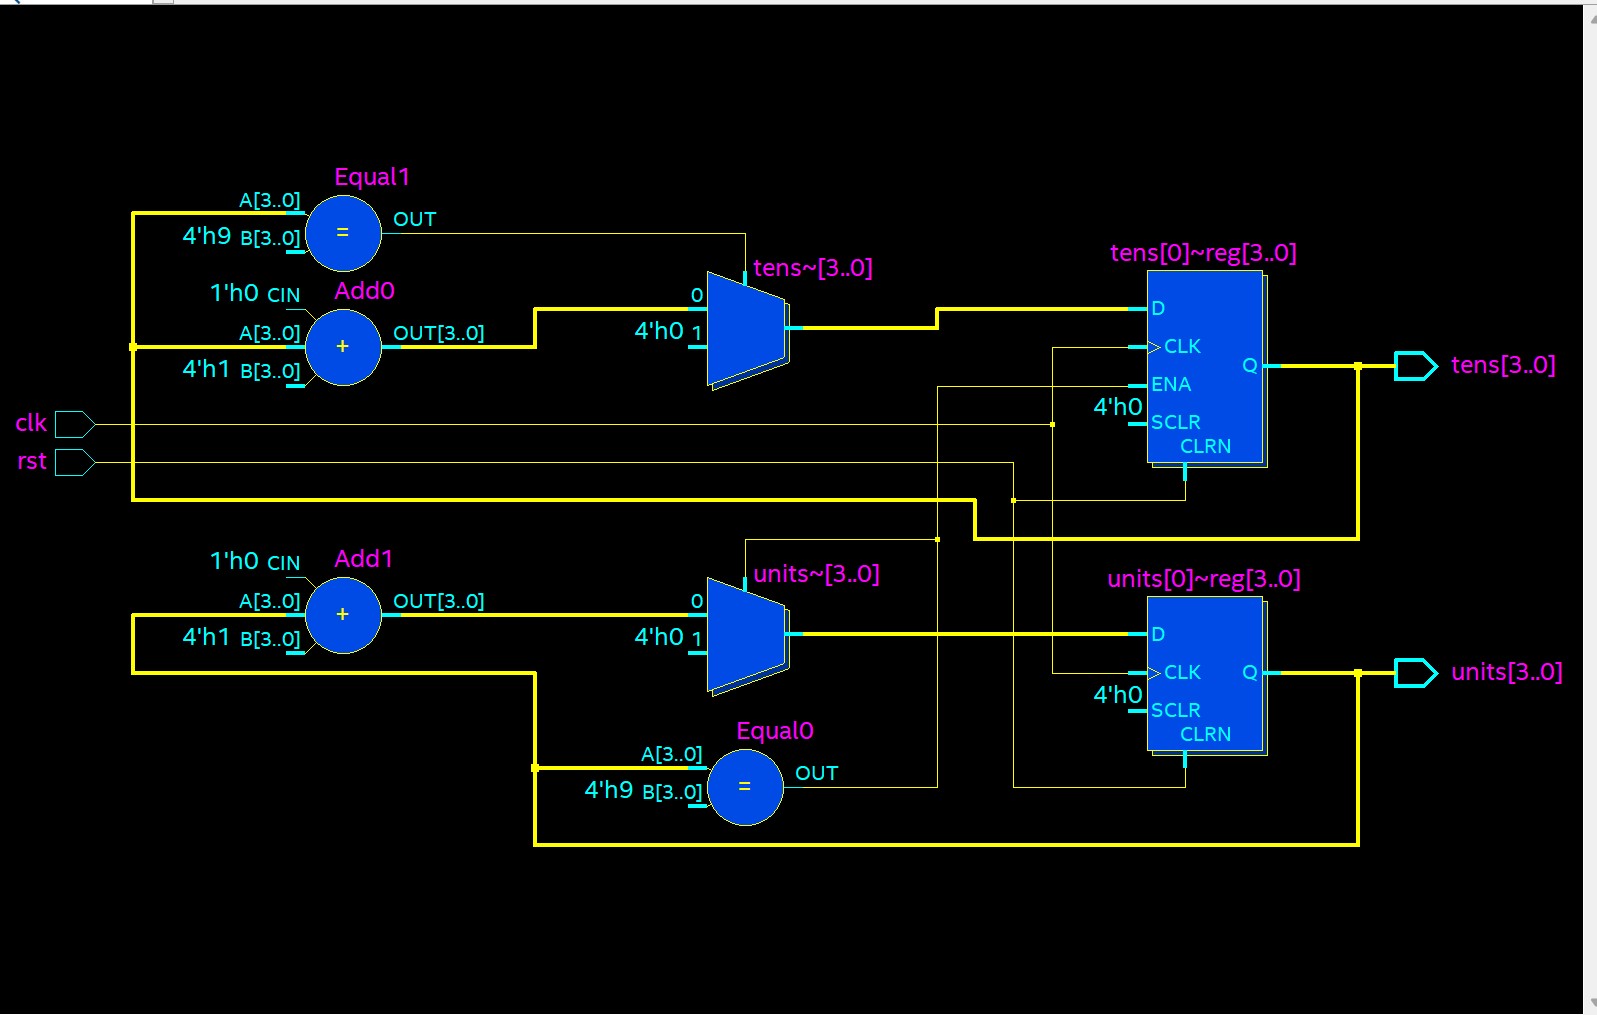 Equal1
A[3..0]
OUT
4'h9 B[3..0]
=
1'h0 CIN
Add0
A[3..0]
OUT[3..0]
4'h1 B[3..0]
+
tens~[3..0]
0
4'h0 1
tens[0]~reg[3..0]
D
CLK
ENA
4'h0
SCLR
CLRN
Q
tens[3..0]
clk
rst
1'h0 CIN
Add1
A[3..0]
OUT[3..0]
4'h1 B[3..0]
+
units~[3..0]
0
4'h0 1
units[0]~reg[3..0]
D
CLK
4'h0
SCLR
CLRN
Q
units[3..0]
Equal0
A[3..0]
OUT
4'h9 B[3..0]
=